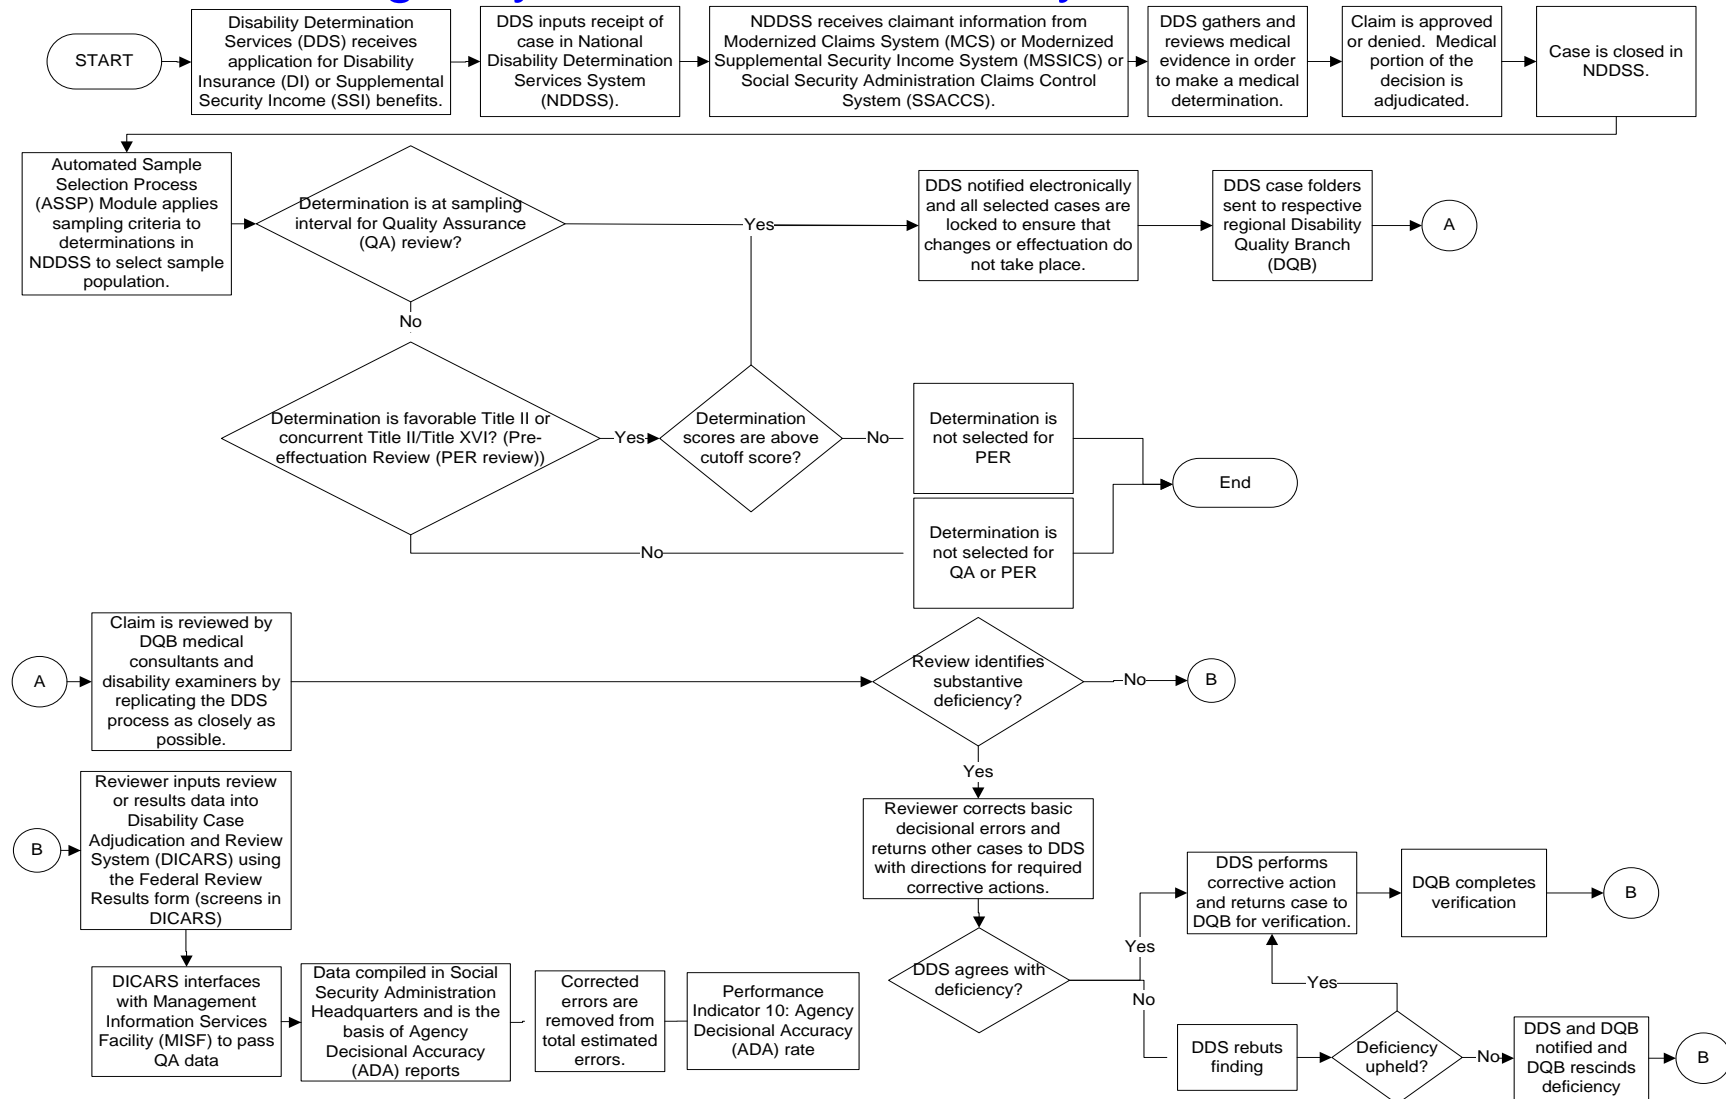 START
Disability Determination
Services (DDS) receives
application for Disability
Insurance (DI) or Supplemental
Security Income (SSI) benefits.
DDS inputs receipt of
case in National
Disability Determination
Services System
(NDDSS).
NDDSS receives claimant information from
Modernized Claims System (MCS) or Modernized
Supplemental Security Income System (MSSICS) or
Social Security Administration Claims Control
System (SSACCS).
DDS gathers and
reviews medical
evidence in order
to make a medical
determination.
Claim is approved
or denied. Medical
portion of the
decision is
adjudicated.
Case is closed in
NDDSS.
Automated Sample
Selection Process
(ASSP) Module applies
sampling criteria to
determinations in
NDDSS to select sample
population.
Determination is at sampling
interval for Quality Assurance
(QA) review?
Yes
DDS notified electronically
and all selected cases are
locked to ensure that
changes or effectuation do
not take place.
DDS case folders
sent to respective
regional Disability
Quality Branch
(DQB)
A
No
Determination is favorable Title II or
concurrent Title II/Title XVI? (Pre-
effectuation Review (PER review))
Yes
Determination
scores are above
cutoff score?
No
Determination is
not selected for
PER
End
No
Determination is
not selected for
QA or PER
A
Claim is reviewed by
DQB medical
consultants and
disability examiners by
replicating the DDS
process as closely as
possible.
Review identifies
substantive
deficiency?
No
B
Yes
B
Reviewer inputs review
or results data into
Disability Case
Adjudication and Review
System (DICARS) using
the Federal Review
Results form (screens in
DICARS)
Reviewer corrects basic
decisional errors and
returns other cases to DDS
with directions for required
corrective actions.
DDS performs
corrective action
and returns case to
DQB for verification.
DQB completes
verification
B
DDS agrees with
deficiency?
Yes
No
Yes
DICARS interfaces
with Management
Information Services
Facility (MISF) to pass
QA data
Data compiled in Social
Security Administration
Headquarters and is the
basis of Agency
Decisional Accuracy
(ADA) reports
Corrected
errors are
removed from
total estimated
errors.
Performance
Indicator 10: Agency
Decisional Accuracy
(ADA) rate
DDS rebuts
finding
Deficiency
upheld?
No
DDS and DQB
notified and
DQB rescinds
deficiency
B